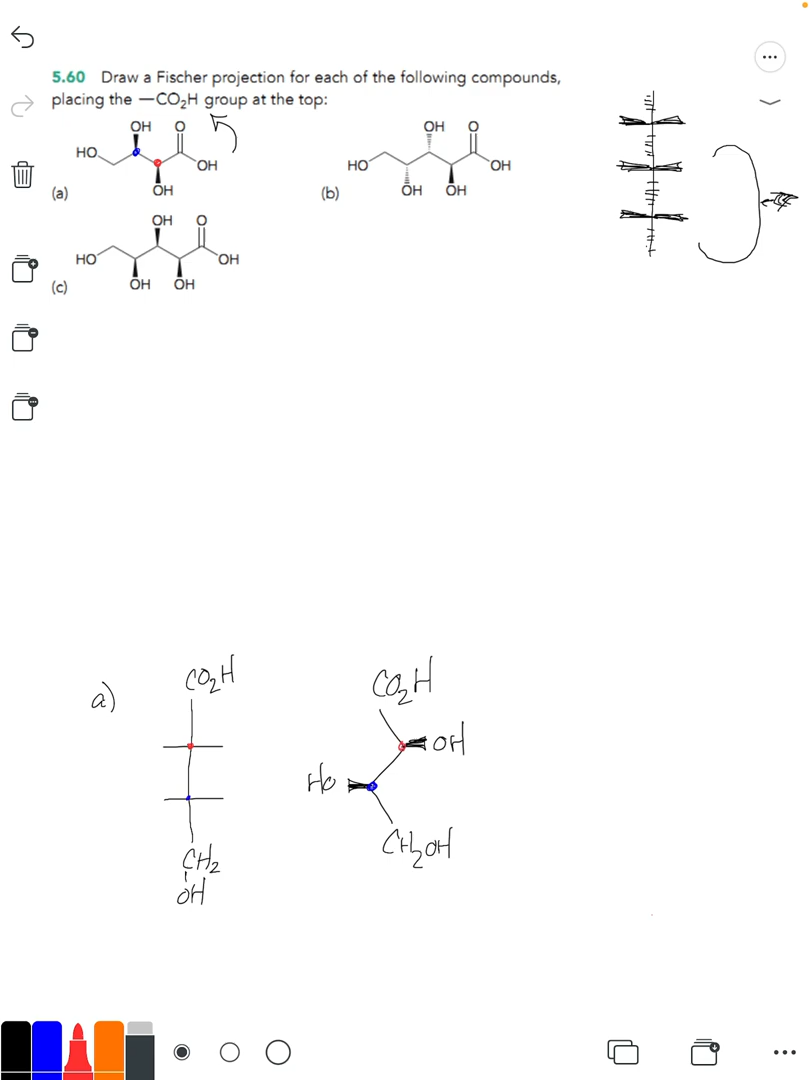 5.60 Draw a Fischer projection for each of the following compounds,
placing the —CO₂H group at the top:
OH O
HO
OH
OH
(a)
OH O
HO
OH
OH OH
(b)
OH O
HO
OH
OH OH
(c)
a)
CO₂H
CH₂
OH
CO₂H
OH
HO
CH₂OH